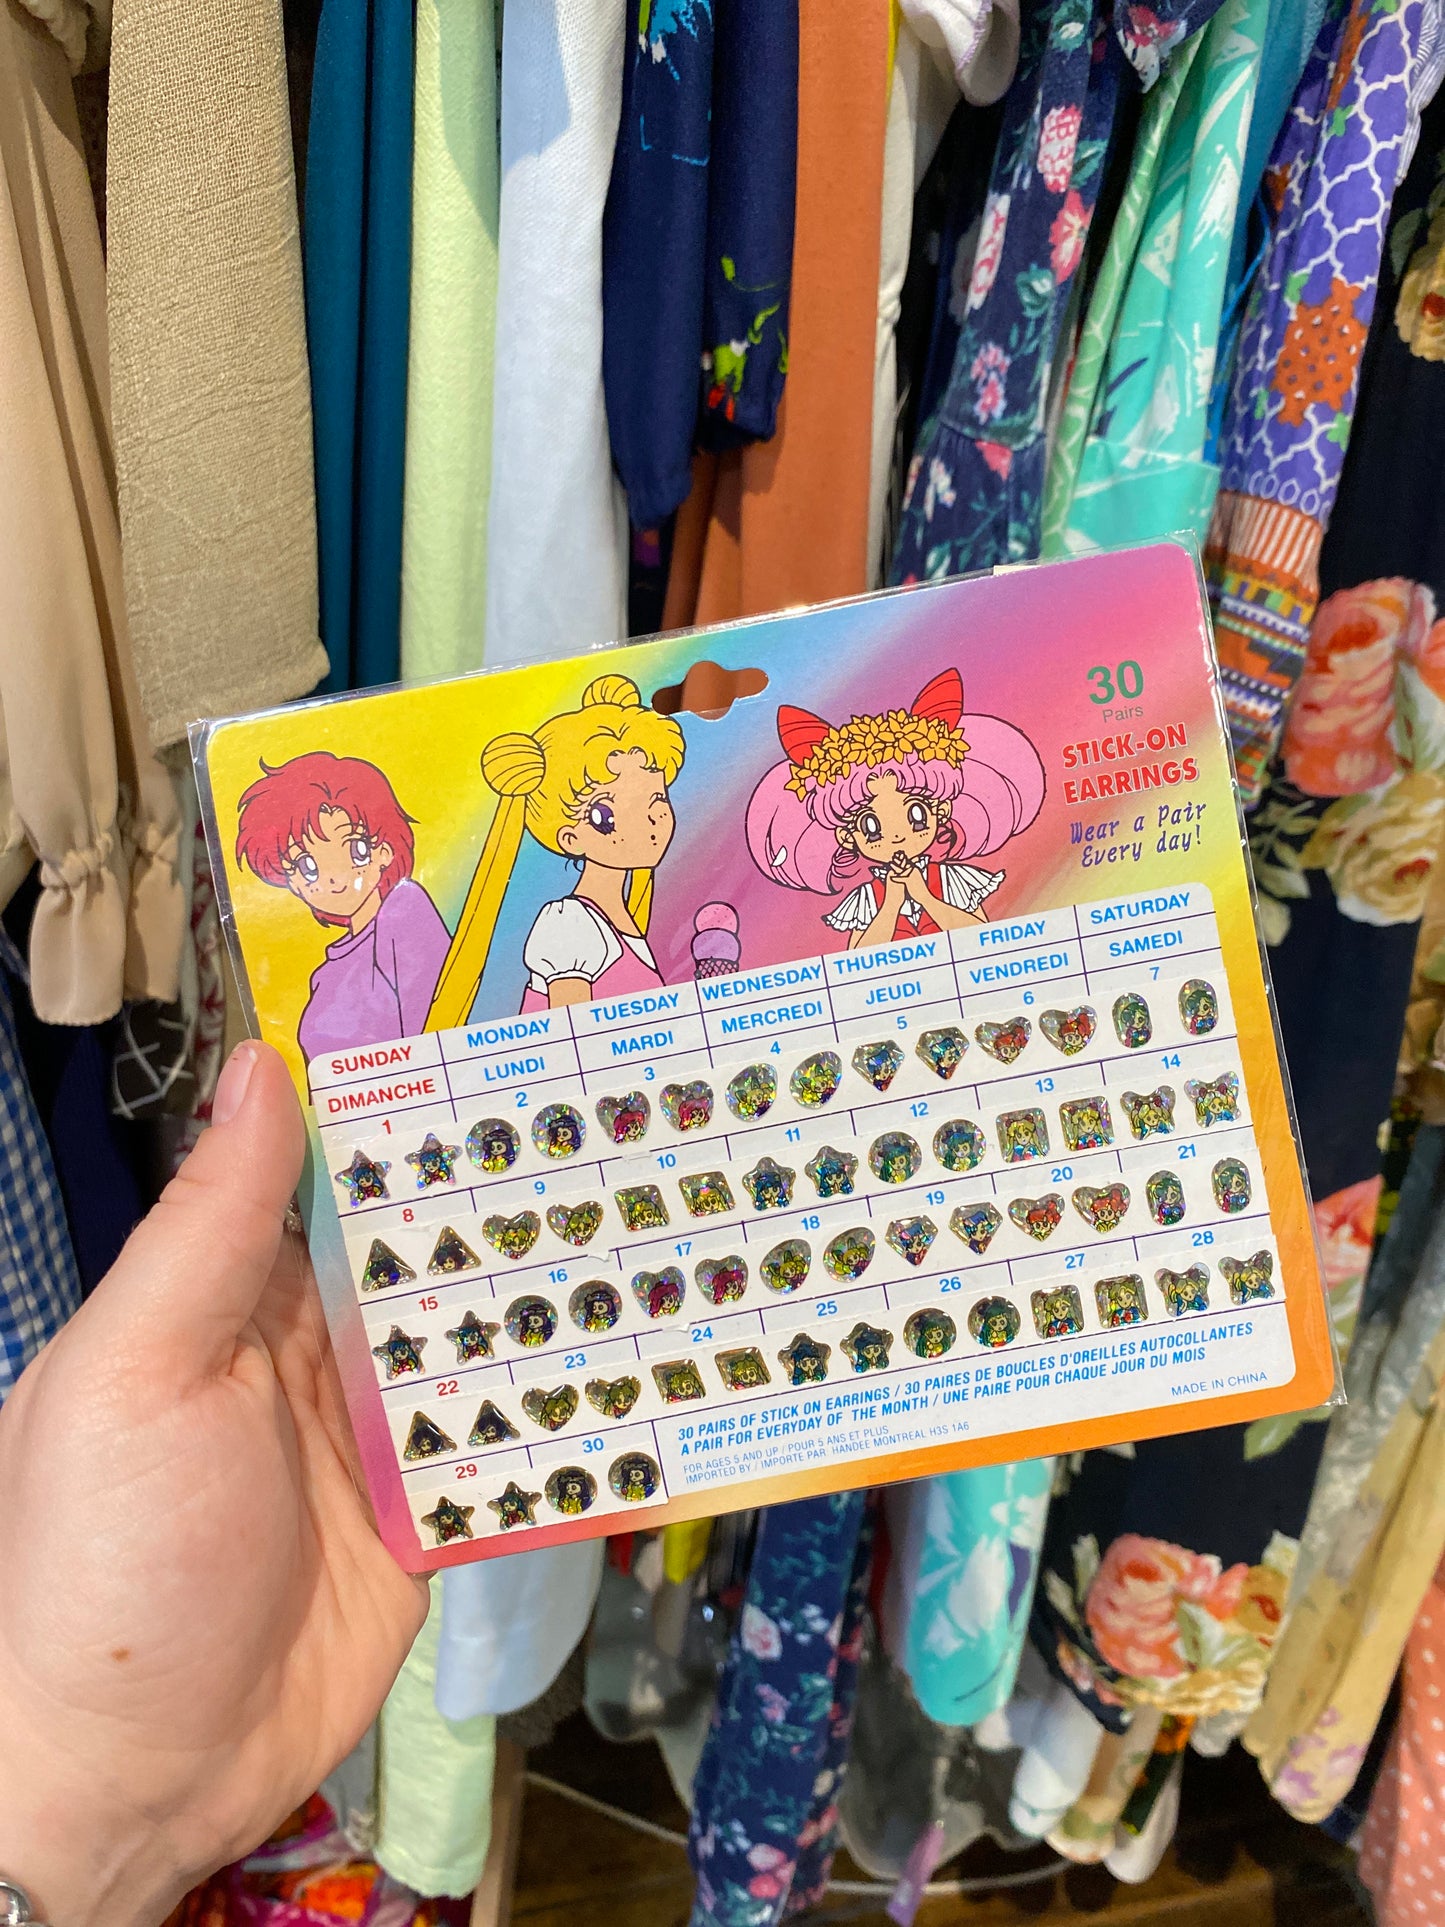 30
Pairs
STICK-ON
EARRINGS
Wear a Pair
Every day!
SUNDAY MONDAY TUESDAY WEDNESDAY THURSDAY FRIDAY SATURDAY
DIMANCHE LUNDI MARDI MERCREDI JEUDI VENDREDI SAMEDI
1 2 3 4 5 6 7
8 9 10 11 12 13 14
15 16 17 18 19 20 21
22 23 24 25 26 27 28
29 30
30 PAIRS OF STICK ON EARRINGS / 30 PAIRES DE BOUCLES D'OREILLES AUTOCOLLANTES
A PAIR FOR EVERYDAY OF THE MONTH / UNE PAIRE POUR CHAQUE JOUR DU MOIS
FOR AGES 5 AND UP / POUR 5 ANS ET PLUS
IMPORTED BY / IMPORTE PAR HANDEE MONTREAL H3S 1A6
MADE IN CHINA